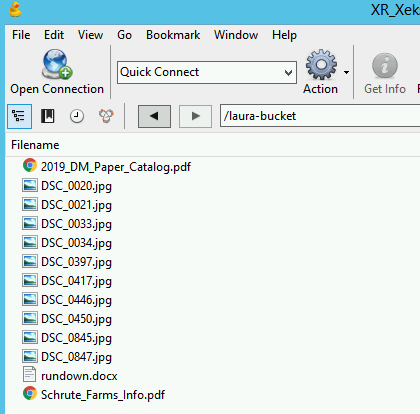 XR_Xek
File Edit View Go Bookmark Window Help
Open Connection Quick Connect Action Get Info
/laura-bucket
Filename
2019_DM_Paper_Catalog.pdf
DSC_0020.jpg
DSC_0021.jpg
DSC_0033.jpg
DSC_0034.jpg
DSC_0397.jpg
DSC_0417.jpg
DSC_0446.jpg
DSC_0450.jpg
DSC_0845.jpg
DSC_0847.jpg
rundown.docx
Schrute_Farms_Info.pdf